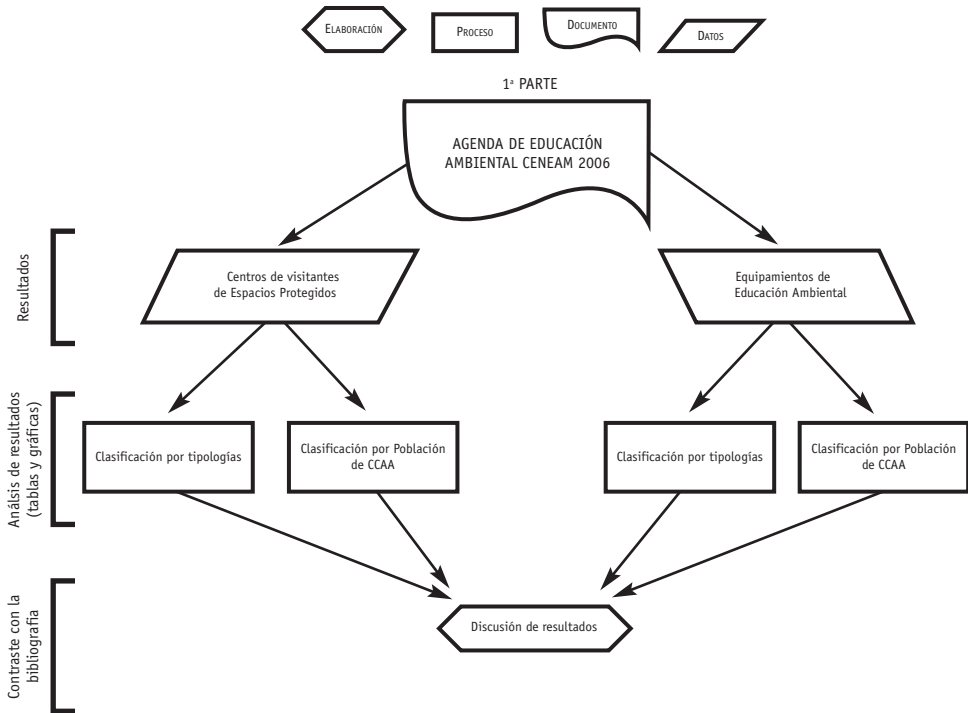 ELABORACIÓN
PROCESO
DOCUMENTO
DATOS
1ª PARTE
AGENDA DE EDUCACIÓN
AMBIENTAL CENEAM 2006
Resultados
Centros de visitantes
de Espacios Protegidos
Equipamientos de
Educación Ambiental
Análsis de resultados
(tablas y gráficas)
Clasificación por tipologías
Clasificación por Población
de CCAA
Clasificación por tipologías
Clasificación por Población
de CCAA
Contraste con la
bibliografia
Discusión de resultados